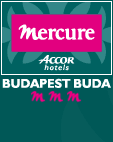 Mercure
ACCOR
hotels
BUDAPEST BUDA
m m m